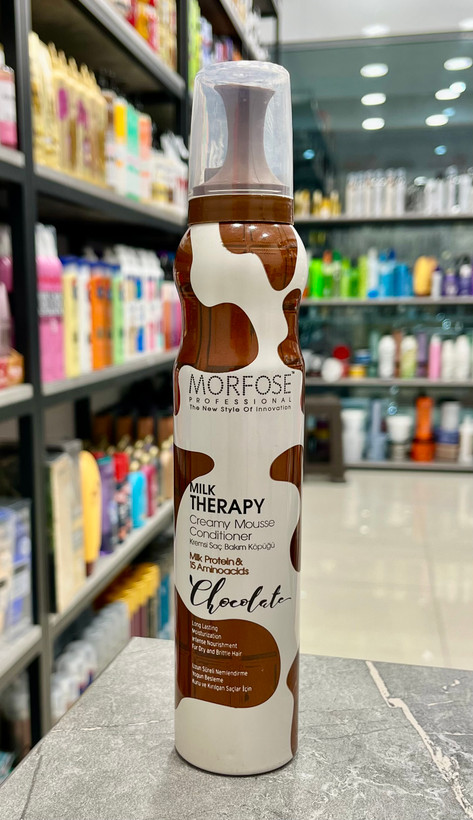 MORFOSE
PROFESSIONAL
The New Style Of Innovation
MILK
THERAPY
Creamy Mousse
Conditioner
Kremsi Saç Bakım Köpüğü
Milk Protein &
15 Aminoacids
Chocolate
Long Lasting
Moisturization
Intense Nourishment
For Dry and Brittle Hair
Uzun Süreli Nemlendirme
Yoğun Besleme
Kuru ve Kırılgan Saçlar İçin